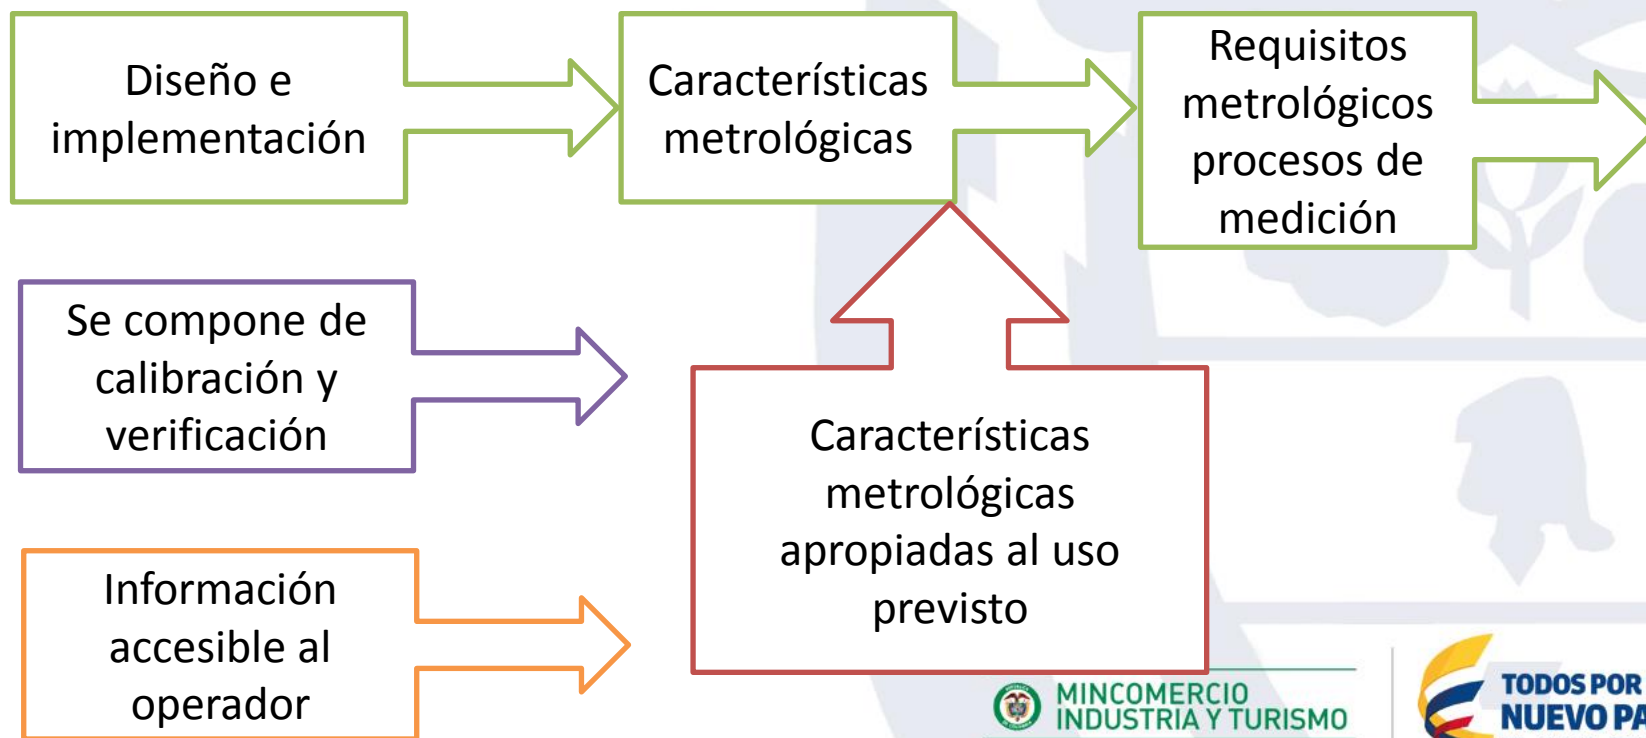 Diseño e
implementación
Característícas
metrológicas
Requisitos
metrológicos
procesos de
medición
Se compone de
calibración y
verificación
Características
metrológicas
apropiadas al uso
previsto
Información
accesible al
operador
MINCOMERCIO
INDUSTRIA Y TURISMO
TODOS POR
NUEVO PA